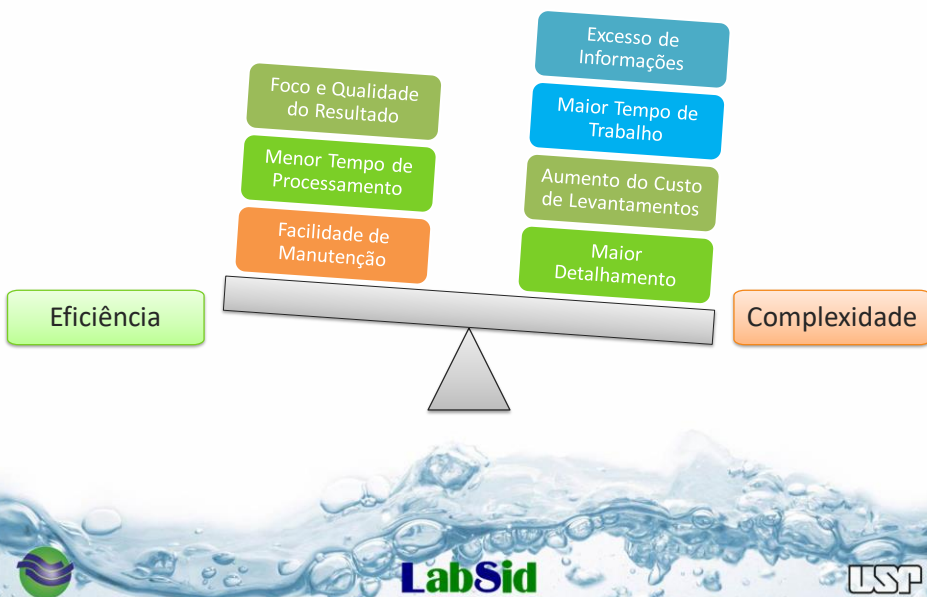 Foco e Qualidade
do Resultado
Menor Tempo de
Processamento
Facilidade de
Manutenção
Excesso de
Informações
Maior Tempo de
Trabalho
Aumento do Custo
de Levantamentos
Maior
Detalhamento
Eficiência
Complexidade
LabSid
USP